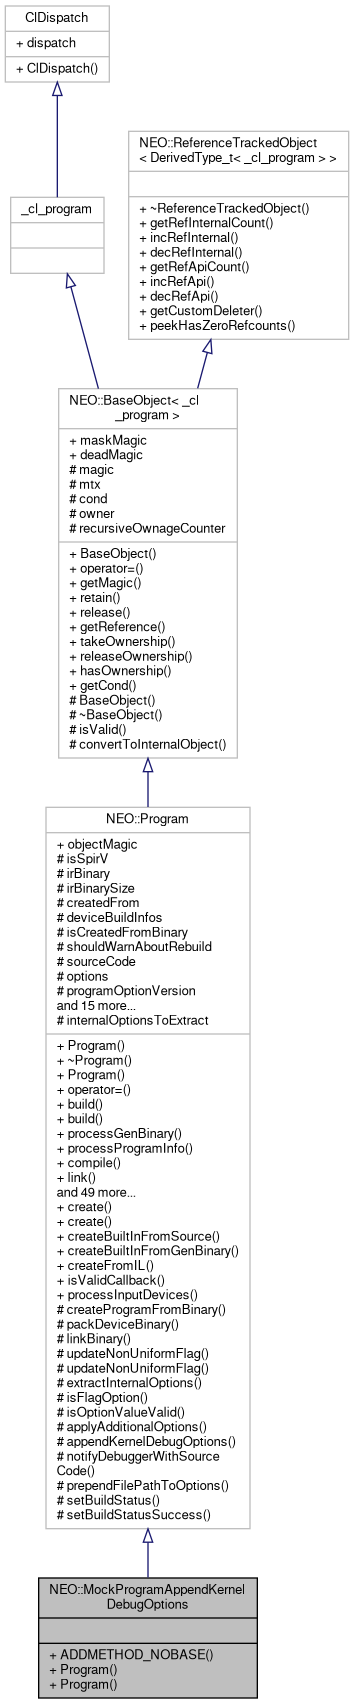 ClDispatch
+ dispatch
+ ClDispatch()
NEO::ReferenceTrackedObject
< DerivedType_t< _cl_program > >
+ ~ReferenceTrackedObject()
+ getRefInternalCount()
+ incRefInternal()
+ decRefInternal()
+ getRefApiCount()
+ incRefApi()
+ decRefApi()
+ getCustomDeleter()
+ peekHasZeroRefcounts()
_cl_program
NEO::BaseObject< _cl
_program >
+ maskMagic
+ deadMagic
# magic
# mtx
# cond
# owner
# recursiveOwnageCounter
+ BaseObject()
+ operator=()
+ getMagic()
+ retain()
+ release()
+ getReference()
+ takeOwnership()
+ releaseOwnership()
+ hasOwnership()
+ getCond()
# BaseObject()
# ~BaseObject()
# isValid()
# convertToInternalObject()
NEO::Program
+ objectMagic
# isSpirV
# irBinary
# irBinarySize
# createdFrom
# deviceBuildInfos
# isCreatedFromBinary
# shouldWarnAboutRebuild
# sourceCode
# options
# programOptionVersion
and 15 more...
# internalOptionsToExtract
+ Program()
+ ~Program()
+ Program()
+ operator=()
+ build()
+ build()
+ processGenBinary()
+ processProgramInfo()
+ compile()
+ link()
and 49 more...
+ create()
+ create()
+ createBuiltInFromSource()
+ createBuiltInFromGenBinary()
+ createFromIL()
+ isValidCallback()
+ processInputDevices()
# createProgramFromBinary()
# packDeviceBinary()
# linkBinary()
# updateNonUniformFlag()
# updateNonUniformFlag()
# extractInternalOptions()
# isFlagOption()
# isOptionValueValid()
# applyAdditionalOptions()
# appendKernelDebugOptions()
# notifyDebuggerWithSource
Code()
# prependFilePathToOptions()
# setBuildStatus()
# setBuildStatusSuccess()
NEO::MockProgramAppendKernel
DebugOptions
+ ADDMETHOD_NOBASE()
+ Program()
+ Program()